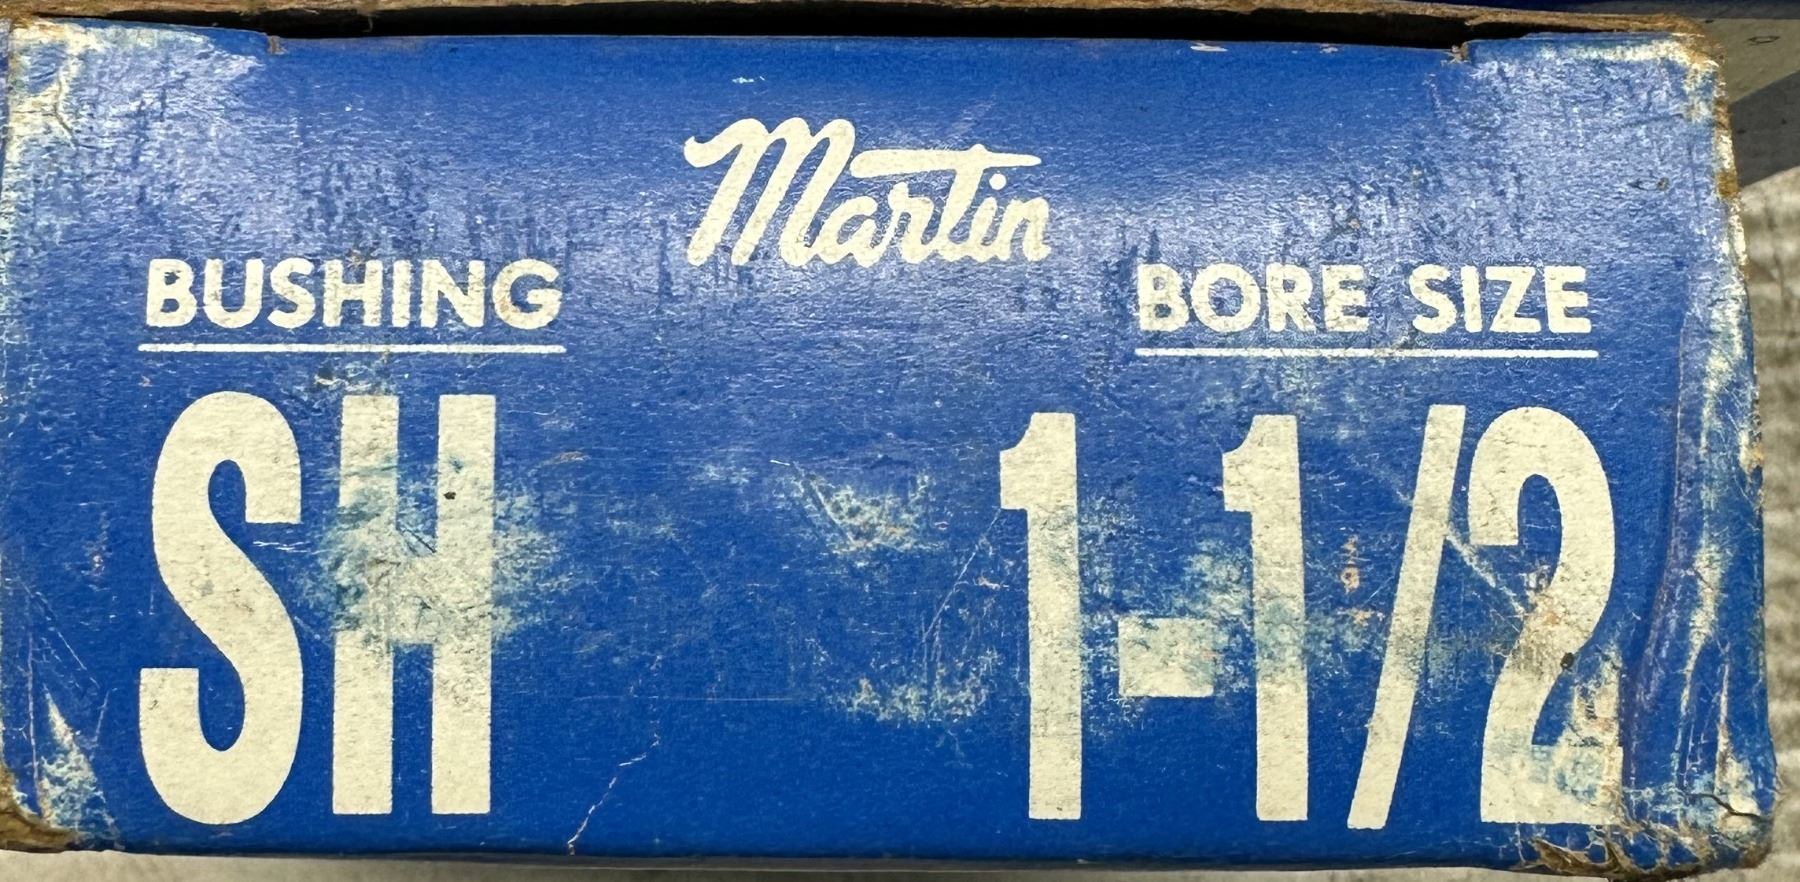 Martin
BUSHING
BORE SIZE
SH
1-1/2